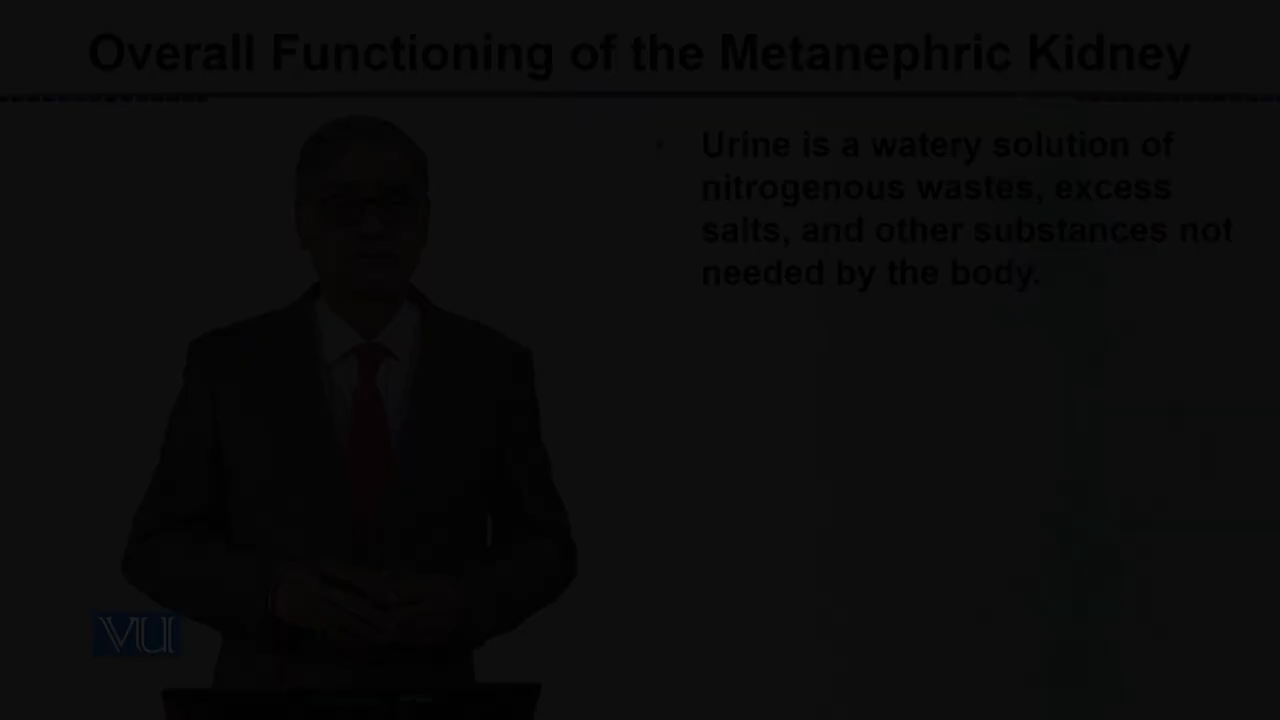 Overall Functioning of the Metanephric Kidney
• Urine is a watery solution of
nitrogenous wastes, excess
salts, and other substances not
needed by the body.
VU